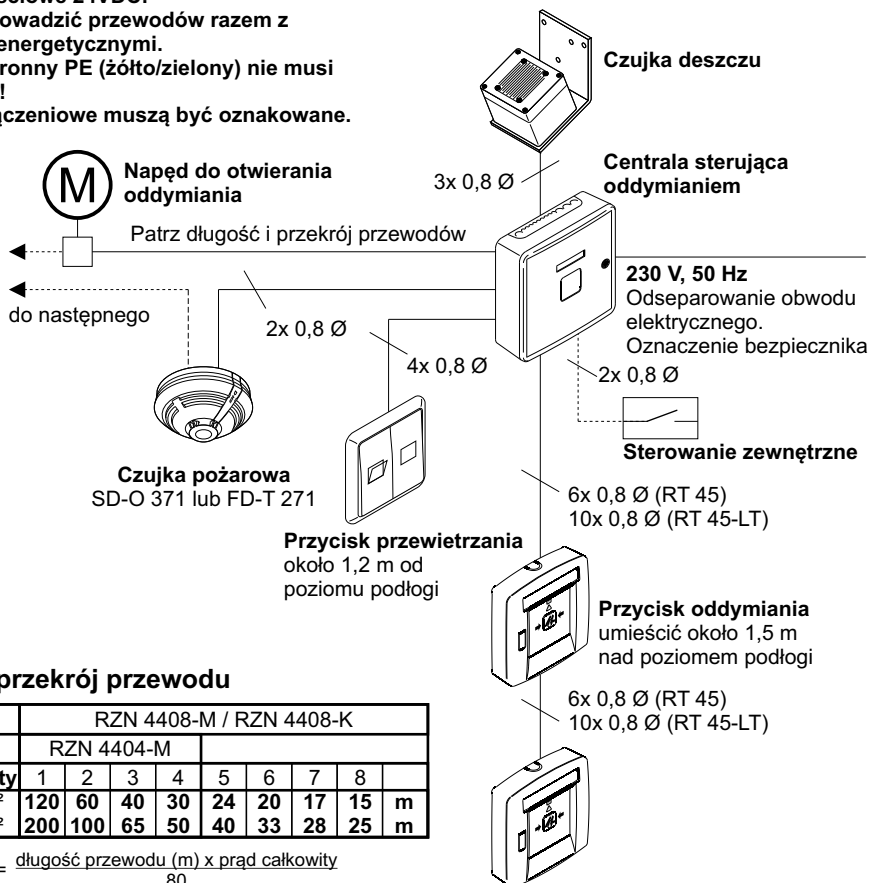 owadzić przewodów razem z
energetycznymi.
ronny PE (żółto/zielony) nie musi
!
ączeniowe muszą być oznakowane.
Czujka deszczu
M
Napęd do otwierania
oddymiania
3x 0,8 Ø
Centrala sterująca
oddymianiem
Patrz długość i przekrój przewodów
230 V, 50 Hz
Odseparowanie obwodu
elektrycznego.
Oznaczenie bezpiecznika
do następnego
2x 0,8 Ø
4x 0,8 Ø
2x 0,8 Ø
Sterowanie zewnętrzne
Czujka pożarowa
SD-O 371 lub FD-T 271
6x 0,8 Ø (RT 45)
10x 0,8 Ø (RT 45-LT)
Przycisk przewietrzania
około 1,2 m od
poziomu podłogi
Przycisk oddymiania
umieścić około 1,5 m
nad poziomem podłogi
6x 0,8 Ø (RT 45)
10x 0,8 Ø (RT 45-LT)
przekrój przewodu
RZN 4408-M / RZN 4408-K
RZN 4404-M
ty 1 2 3 4 5 6 7 8
² 120 60 40 30 24 20 17 15 m
² 200 100 65 50 40 33 28 25 m
= długość przewodu (m) x prąd całkowity
80